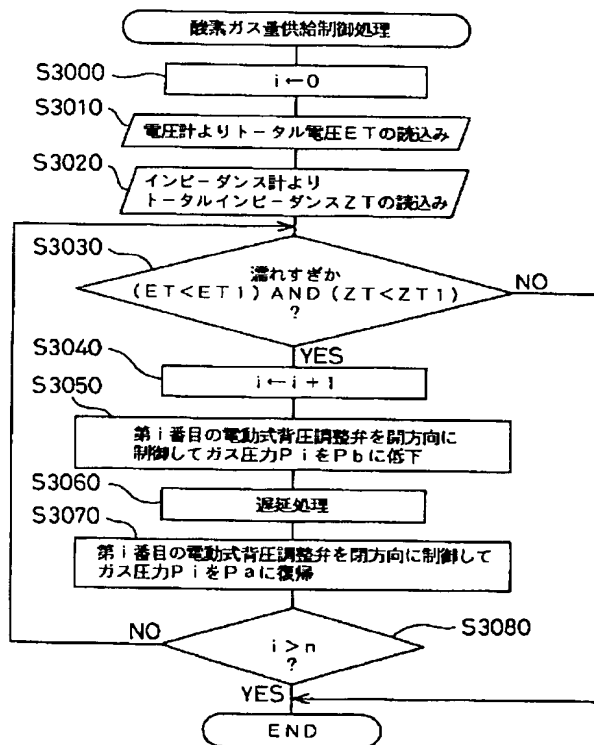 酸素ガス量供給制御処理
S3000
i←0
S3010
電圧計よりトータル電圧ETの読込み
S3020
インピーダンス計より
トータルインピーダンスZTの読込み
S3030
濡れすぎか
(ET<ET1) AND (ZT<ZT1)
?
NO
YES
S3040
i←i+1
S3050
第i番目の電動式背圧調整弁を開方向に
制御してガス圧力PiをPbに低下
S3060
遅延処理
S3070
第i番目の電動式背圧調整弁を閉方向に制御して
ガス圧力PiをPaに復帰
NO
S3080
i>n
?
YES
END